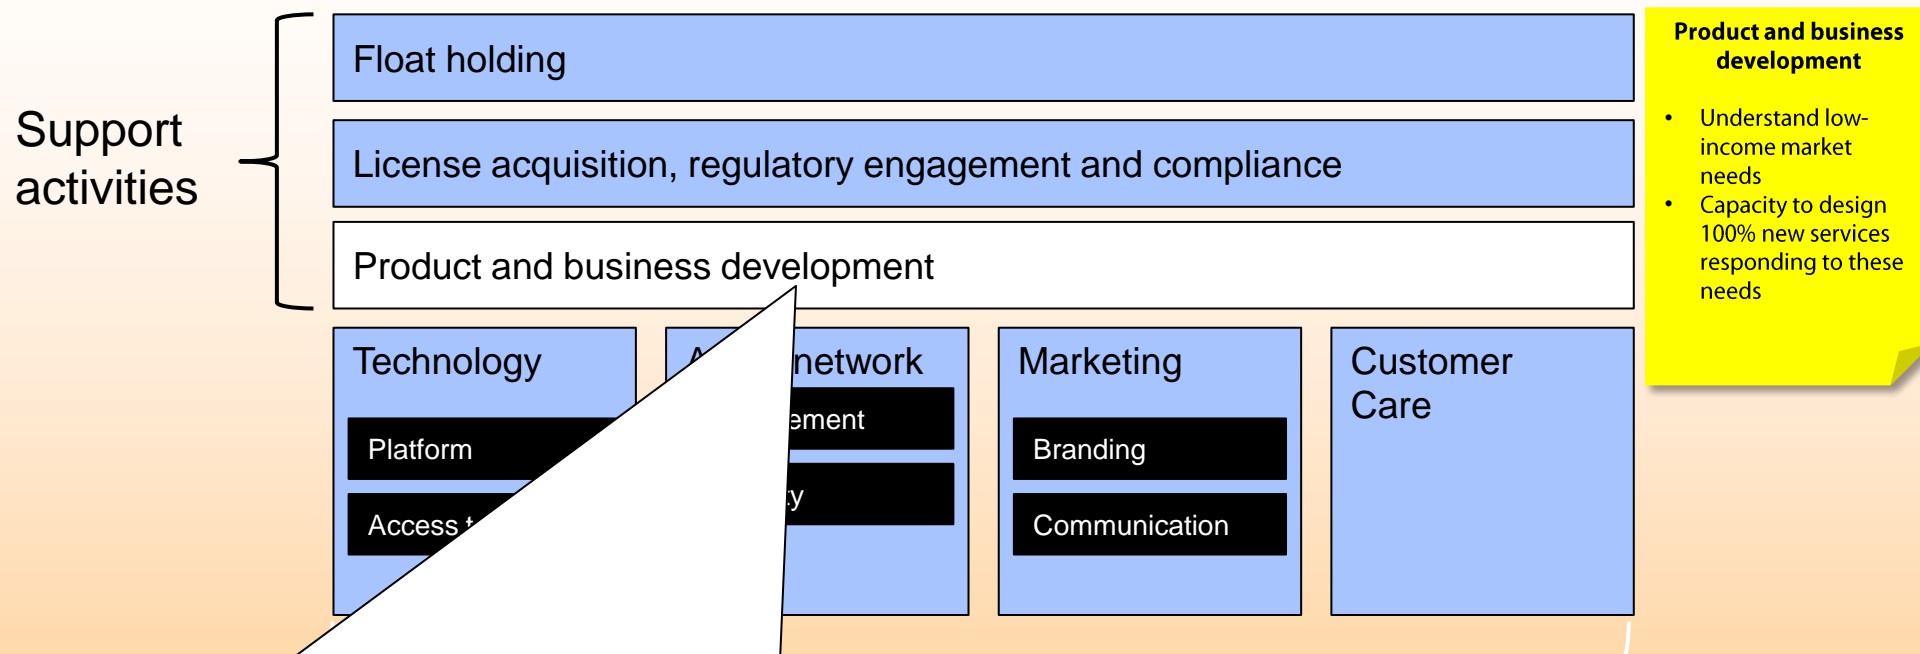 Float holding
Support
activities
License acquisition, regulatory engagement and compliance
Product and business development
Technology
Platform
Access
network
Marketing
Branding
Communication
Customer
Care
Product and business
development
• Understand low-
income market
needs
• Capacity to design
100% new services
responding to these
needs